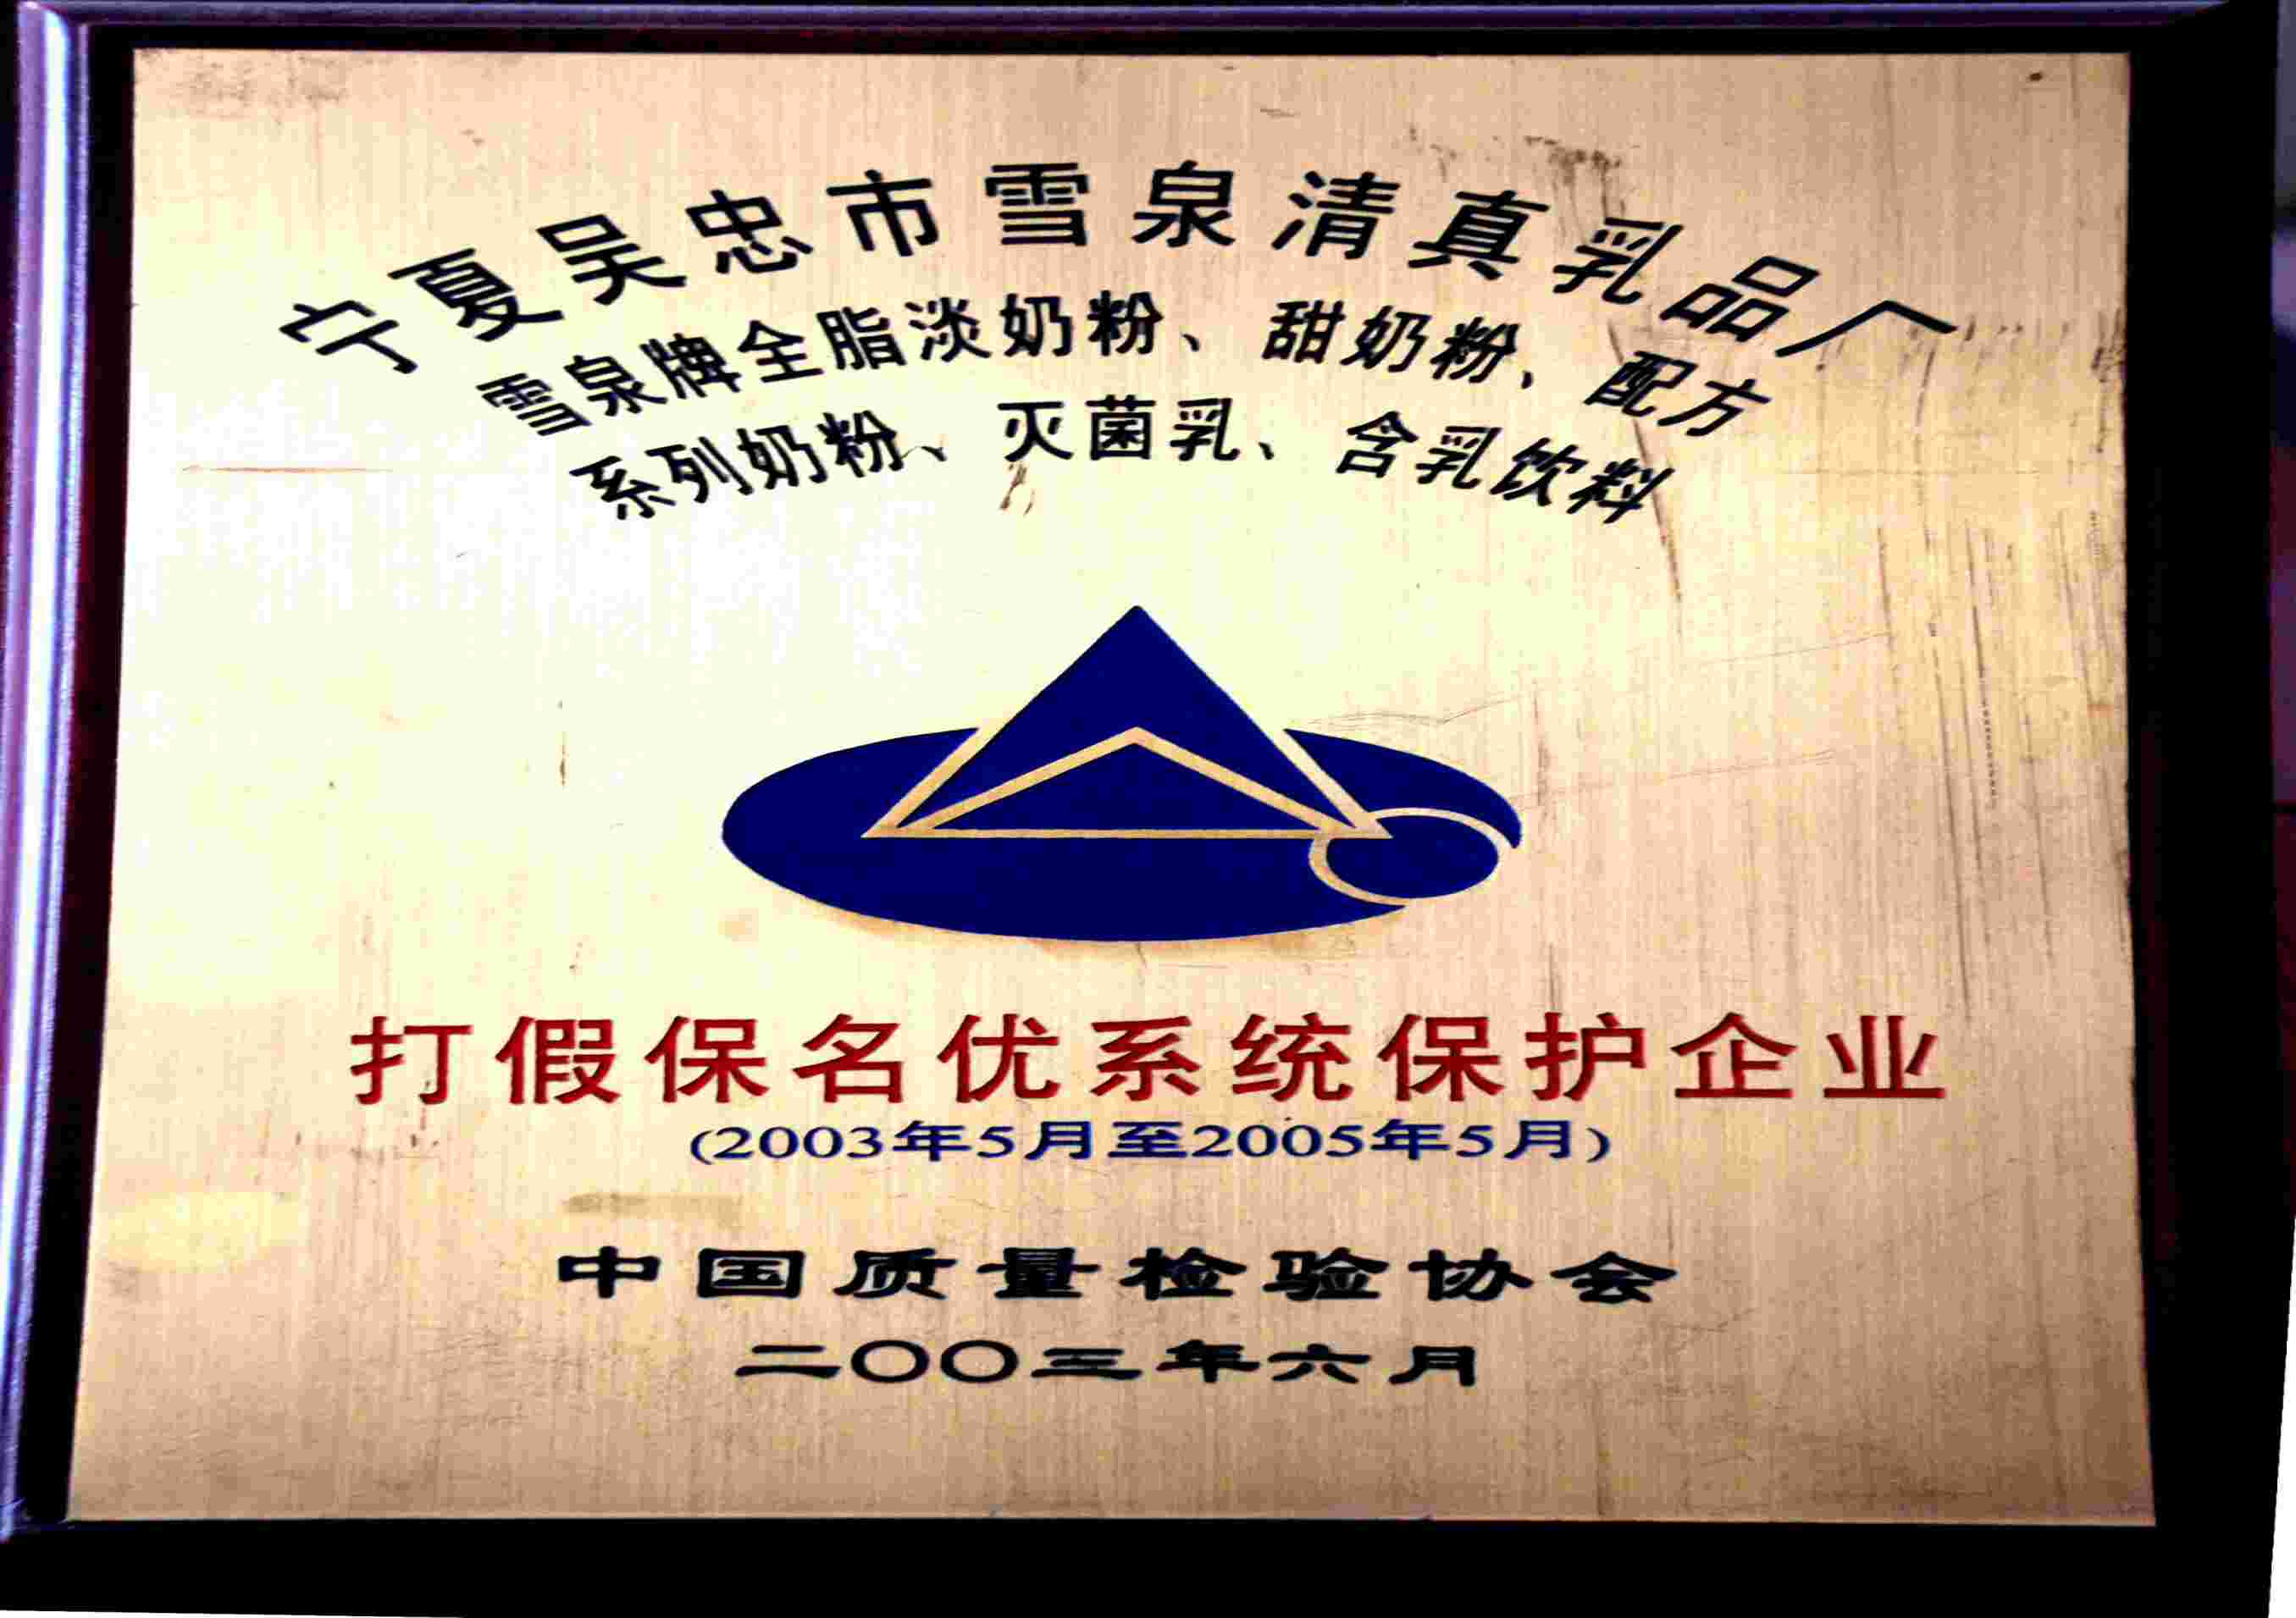 宁夏吴忠市雪泉清真乳品厂
雪泉牌全脂淡奶粉、甜奶粉、配方
系列奶粉、灭菌乳、含乳饮料
打假保名优系统保护企业
(2003年5月至2005年5月)
中国质量检验协会
二〇〇三年六月